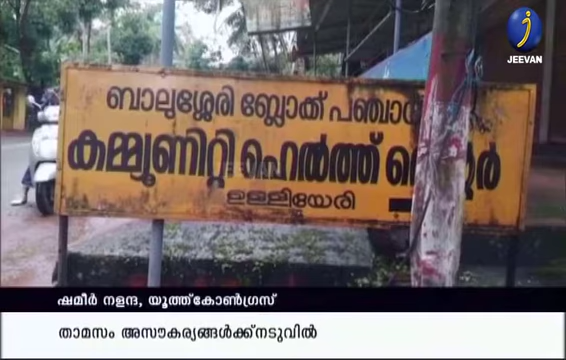 JEEVAN
ബാലുശ്ശേരി ബ്ലോക്ക്
കമ്മ്യൂണിറ്റി ഹെൽത്ത്
ഉള്ളിയേരി
ഷമീർ നളന്ദ, യൂത്ത്കോൺഗ്രസ്
താമസം അസൗകര്യങ്ങൾക്ക്നടുവിൽ